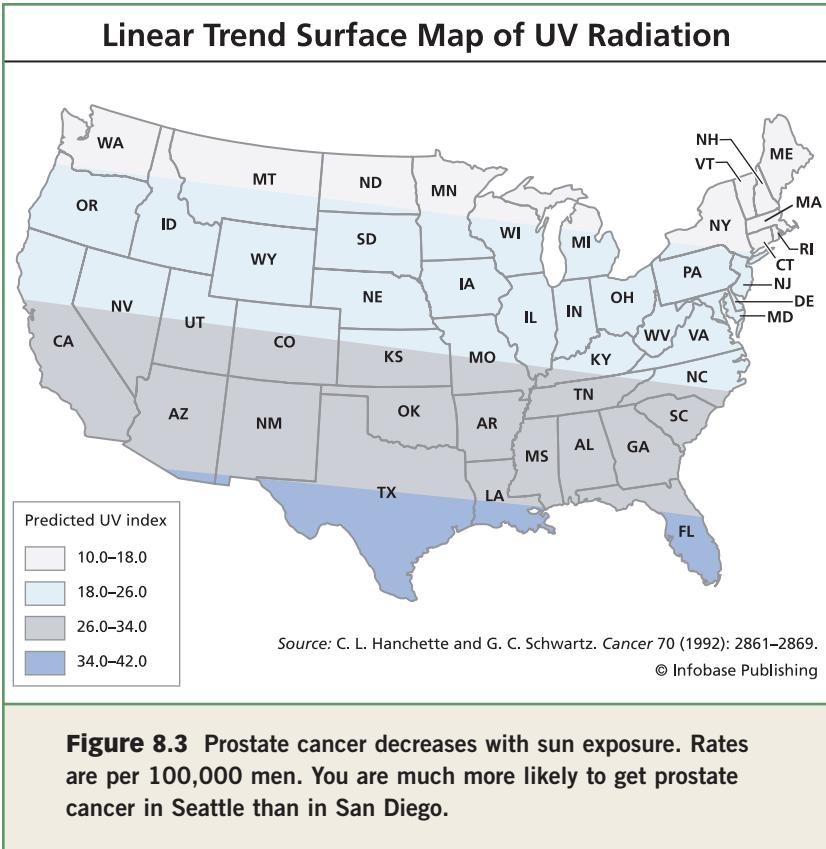 Linear Trend Surface Map of UV Radiation
WA
MT
ND
MN
OR
ID
WY
SD
WI
MI
NY
VT
NH
ME
MA
RI
CT
NJ
DE
MD
PA
NV
UT
CO
NE
IA
IL
IN
OH
WV
VA
CA
KS
MO
KY
NC
TN
AZ
NM
OK
AR
SC
MS
AL
GA
TX
LA
FL
Predicted UV index
10.0–18.0
18.0–26.0
26.0–34.0
34.0–42.0
Source: C. L. Hanchette and G. C. Schwartz. Cancer 70 (1992): 2861–2869.
© Infobase Publishing
Figure 8.3 Prostate cancer decreases with sun exposure. Rates
are per 100,000 men. You are much more likely to get prostate
cancer in Seattle than in San Diego.